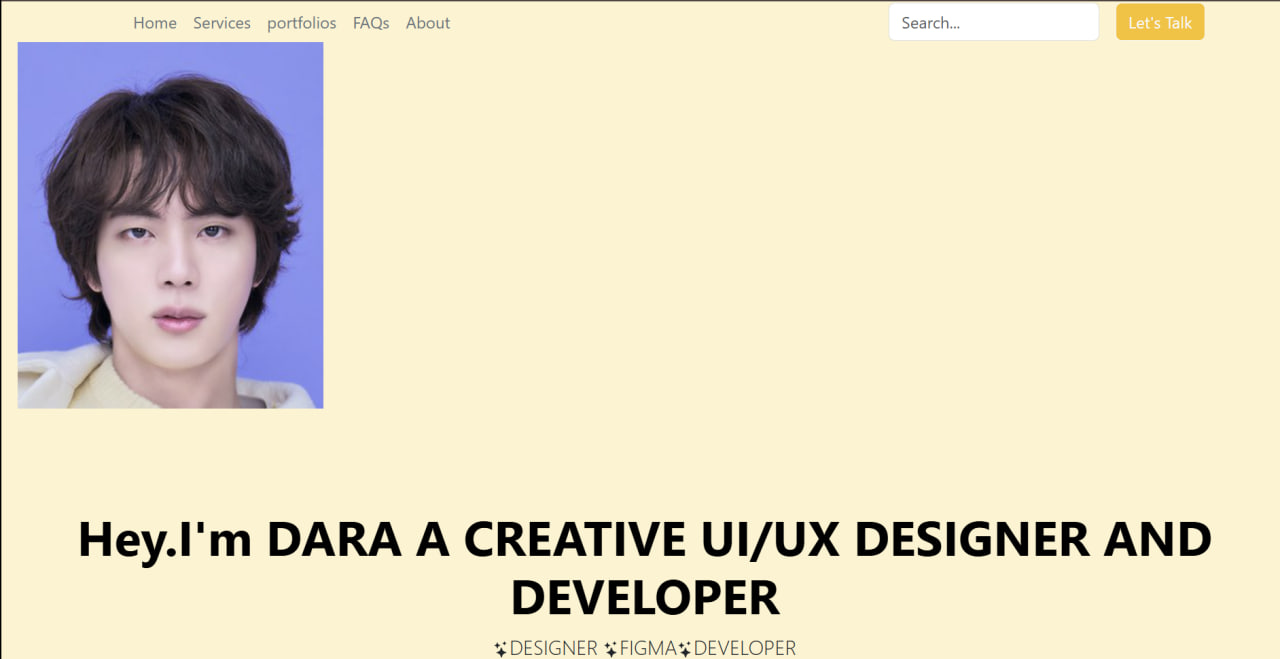 Home Services portfolios FAQs About Search... Let's Talk
Hey.I'm DARA A CREATIVE UI/UX DESIGNER AND
DEVELOPER
✨DESIGNER ✨FIGMA✨DEVELOPER